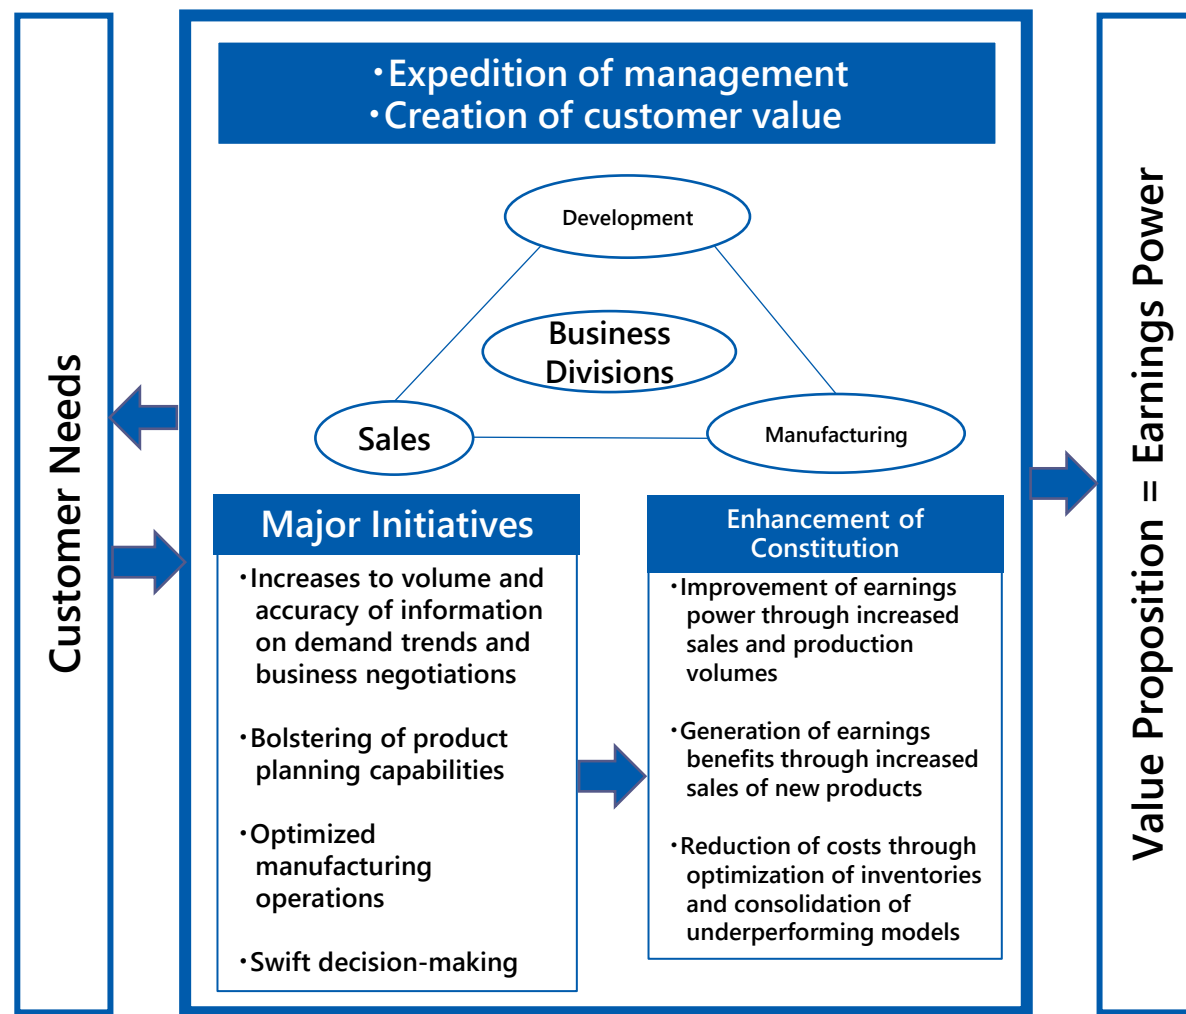 Customer Needs
・Expedition of management
・Creation of customer value
Development
Business
Divisions
Sales
Manufacturing
Major Initiatives
・Increases to volume and
accuracy of information
on demand trends and
business negotiations
・Bolstering of product
planning capabilities
・Optimized
manufacturing
operations
・Swift decision-making
Enhancement of
Constitution
・Improvement of earnings
power through increased
sales and production
volumes
・Generation of earnings
benefits through increased
sales of new products
・Reduction of costs through
optimization of inventories
and consolidation of
underperforming models
Value Proposition = Earnings Power